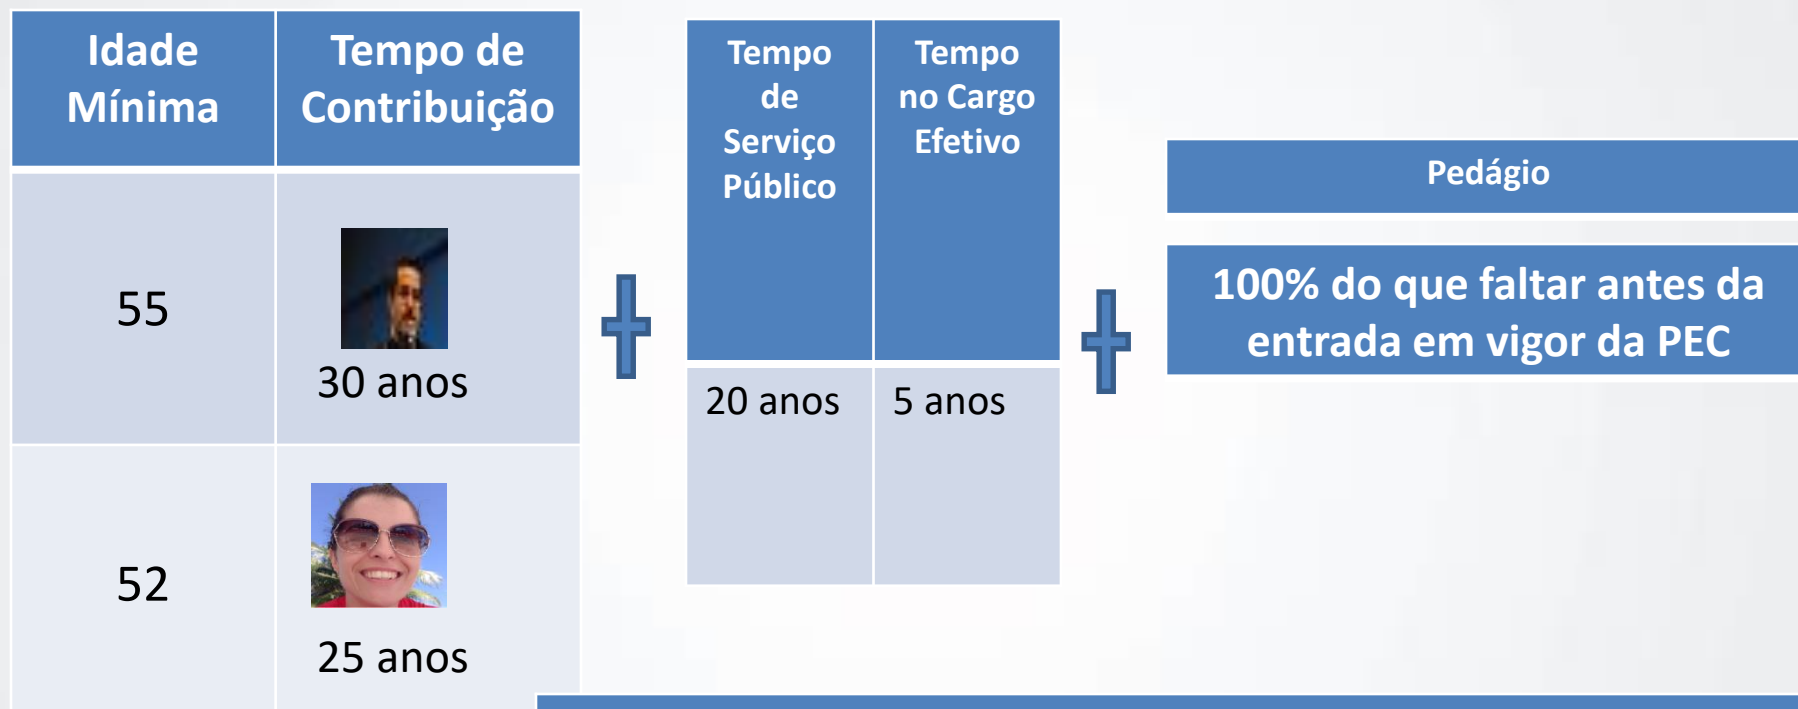 Idade
Mínima
Tempo de
Contribuição
55
30 anos
52
25 anos
Tempo
de
Serviço
Público
Tempo
no Cargo
Efetivo
20 anos
5 anos
Pedágio
100% do que faltar antes da
entrada em vigor da PEC